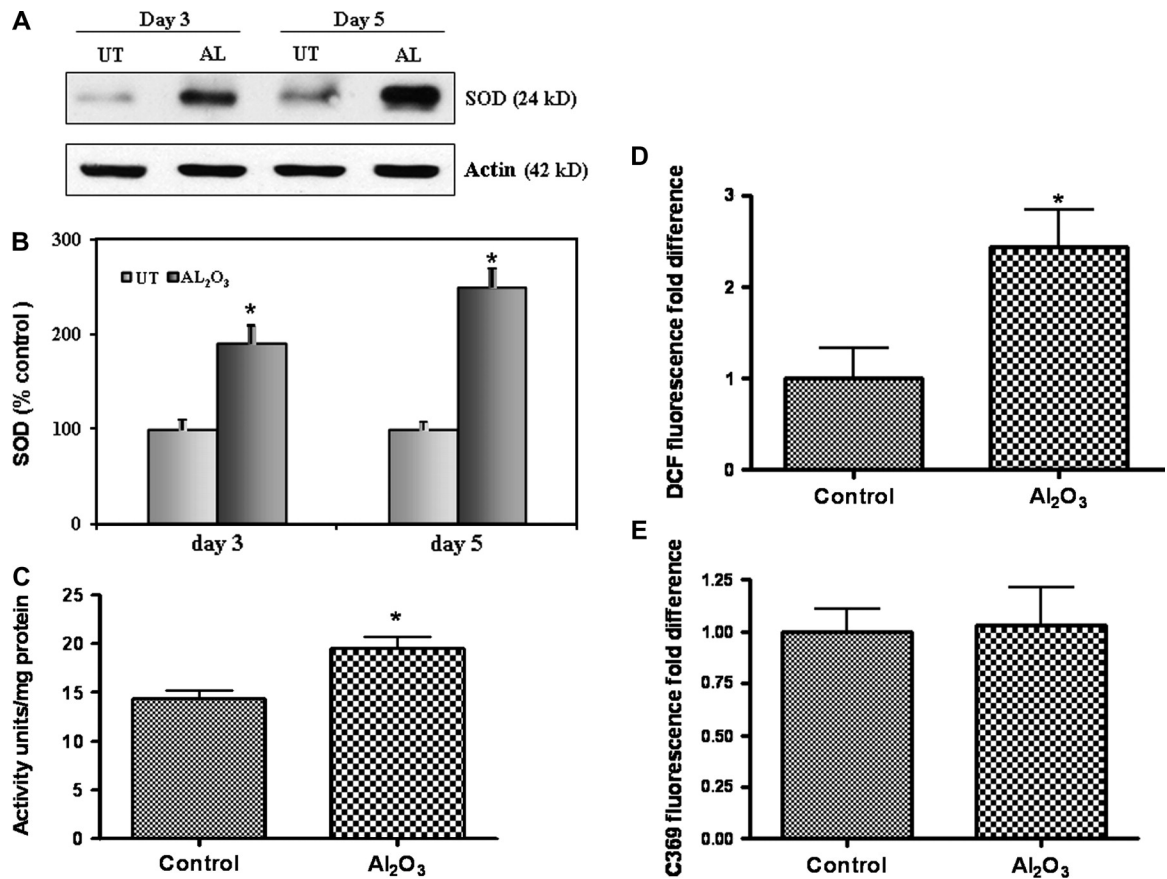 A
Day 3 Day 5
UT AL UT AL
SOD (24 kD)
Actin (42 kD)
B
SOD (% control )
300
200
100
0
UT AL₂O₃
*
*
day 3 day 5
C
Activity units/mg protein
25
20
15
10
5
0
*
Control Al₂O₃
D
DCF fluorescence fold difference
3
2
1
0
*
Control Al₂O₃
E
C369 fluorescence fold difference
1.25
1.00
0.75
0.50
0.25
0.00
Control Al₂O₃